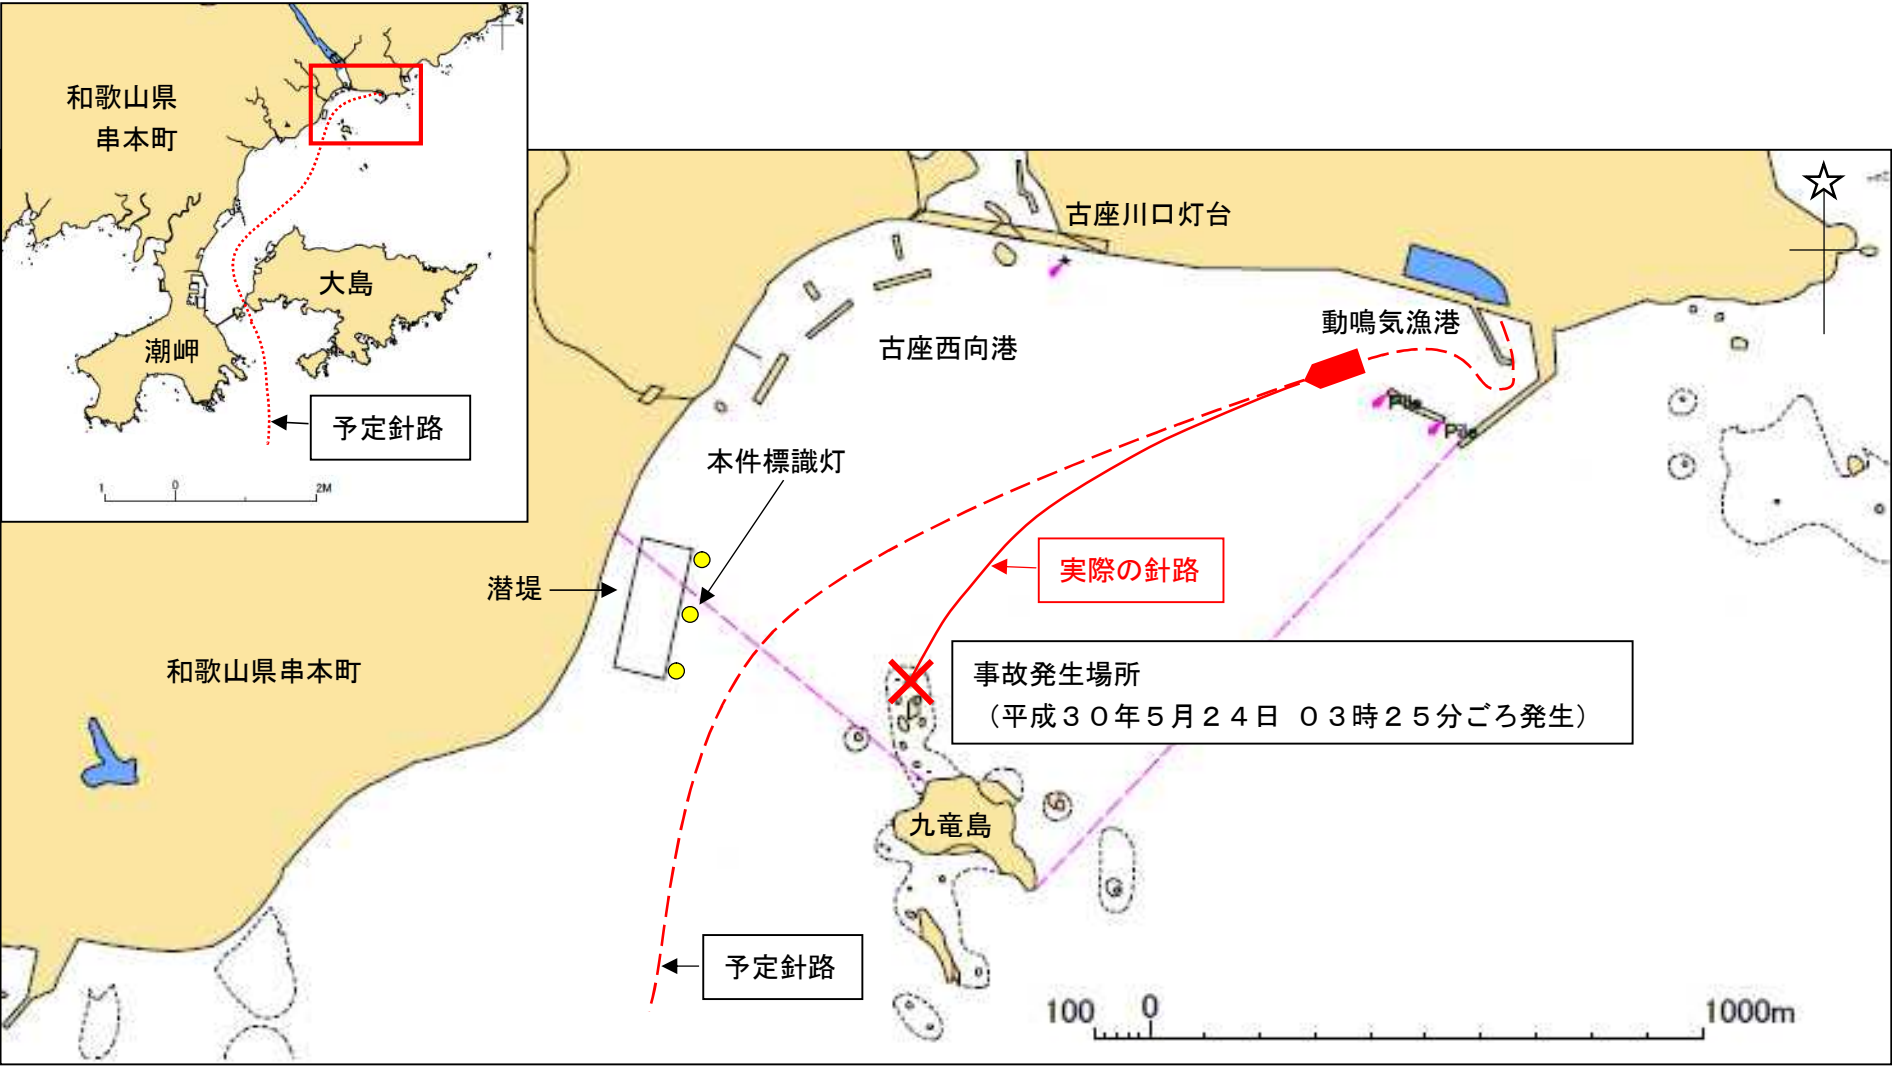 和歌山県
串本町
大島
潮岬
予定針路
1 0 2M
古座川口灯台
動鳴気漁港
古座西向港
Pile
Pile
本件標識灯
潜堤
実際の針路
事故発生場所
（平成３０年５月２４日 ０３時２５分ごろ発生）
和歌山県串本町
九竜島
予定針路
100 0 1000m